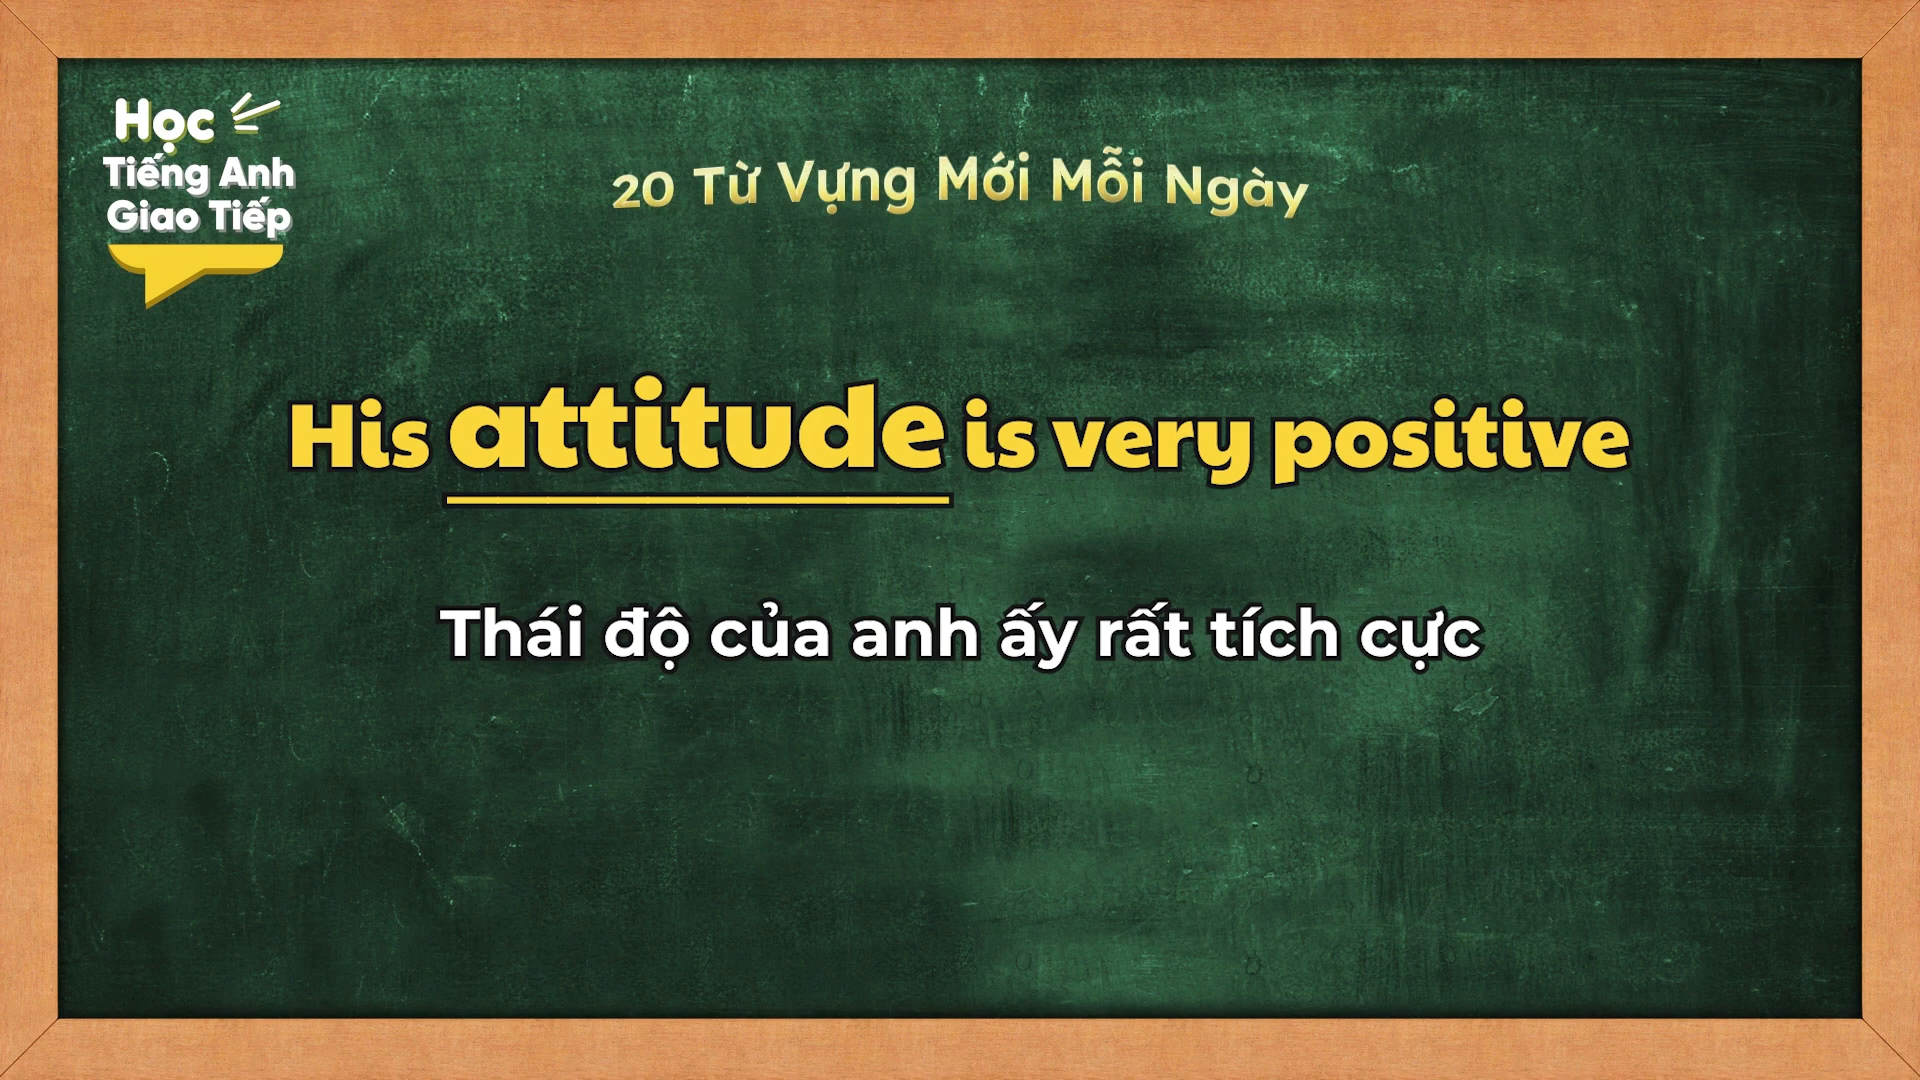 Học
Tiếng Anh
Giao Tiếp
20 Từ Vựng Mới Mỗi Ngày
His attitude is very positive
Thái độ của anh ấy rất tích cực